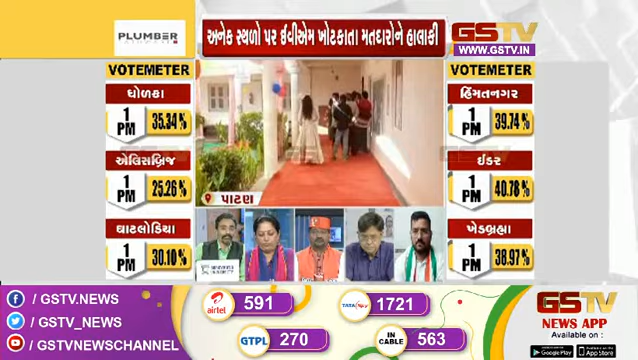 PLUMBER
અનેક સ્થળો પર ઈવીએમ ખોટકાતા મતદારોને હાલાકી
GSTV
WWW.GSTV.IN
VOTEMETER
ધોળકા
1 PM
35.34 %
એલિસબ્રિજ
1 PM
25.26 %
ઘાટલોડિયા
1 PM
30.10 %
પાટણ
VOTEMETER
હિંમતનગર
1 PM
39.74 %
ઈડર
1 PM
40.78 %
ખેડબ્રહ્મા
1 PM
38.97 %
/ GSTV.NEWS
/ GSTV_NEWS
/ GSTVNEWSCHANNEL
airtel 591
TATA 1721
GTPL 270
IN CABLE 563
GSTV
NEWS APP
Available on :
Google Play
App Store